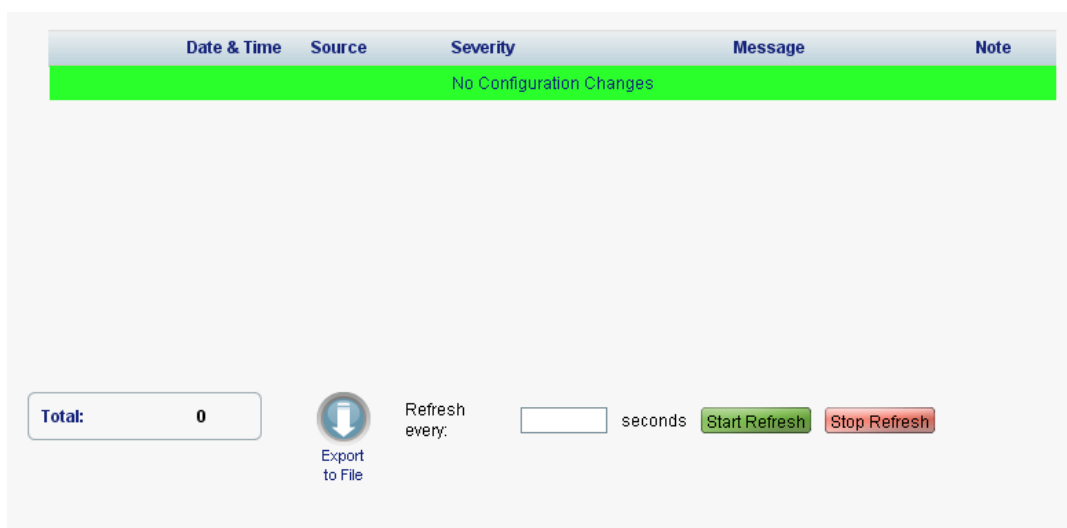 Date & Time Source Severity Message Note
No Configuration Changes
Total: 0
Export
to File
Refresh
every:
seconds
Start Refresh
Stop Refresh